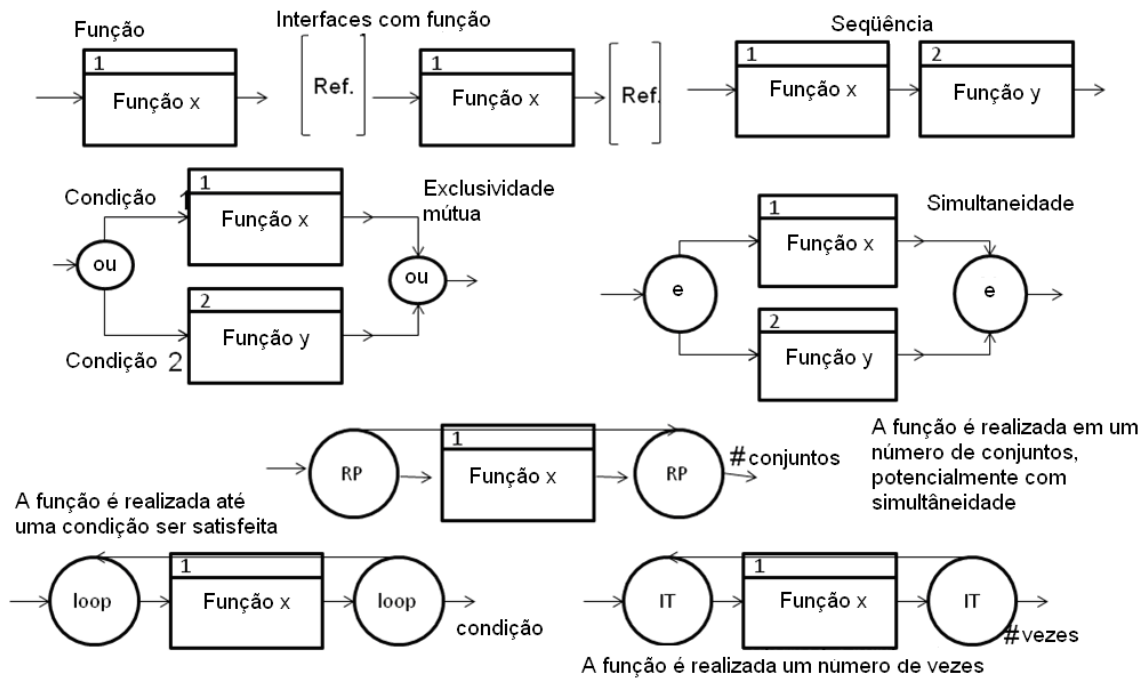 Função
1
Função x
Interfaces com função
Ref.
1
Função x
Ref.
Seqüência
1
Função x
2
Função y
Condição 1
ou
1
Função x
2
Função y
Condição 2
Exclusividade
mútua
ou
Simultaneidade
e
1
Função x
2
Função y
e
RP
1
Função x
RP
#conjuntos
A função é realizada em um
número de conjuntos,
potencialmente com
simultâneidade
A função é realizada até
uma condição ser satisfeita
loop
1
Função x
loop
condição
IT
1
Função x
IT
#vezes
A função é realizada um número de vezes